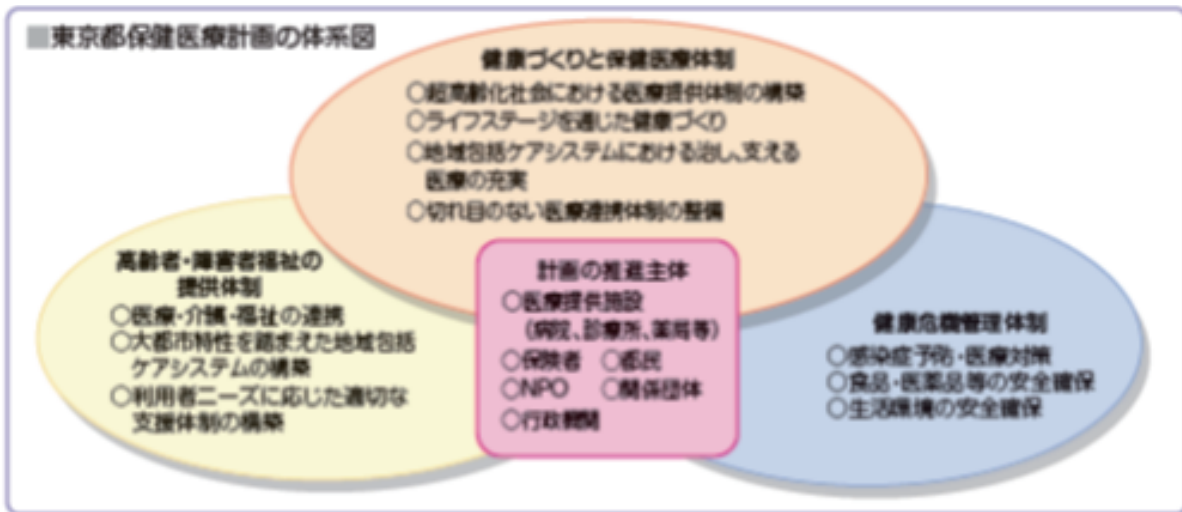 ■東京都保健医療計画の体系図
健康づくりと保健医療体制
○超高齢化社会における医療提供体制の構築
○ライフステージを通じた健康づくり
○地域包括ケアシステムにおける治し、支える
医療の充実
○切れ目のない医療連携体制の整備
高齢者・障害者福祉の
提供体制
○医療・介護・福祉の連携
○大都市特性を踏まえた地域包括
ケアシステムの構築
○利用者ニーズに応じた適切な
支援体制の構築
計画の推進主体
○医療提供施設
(病院、診療所、薬局等)
○保険者 ○都民
○NPO ○関係団体
○行政機関
健康危機管理体制
○感染症予防・医療対策
○食品・医薬品等の安全確保
○生活環境の安全確保